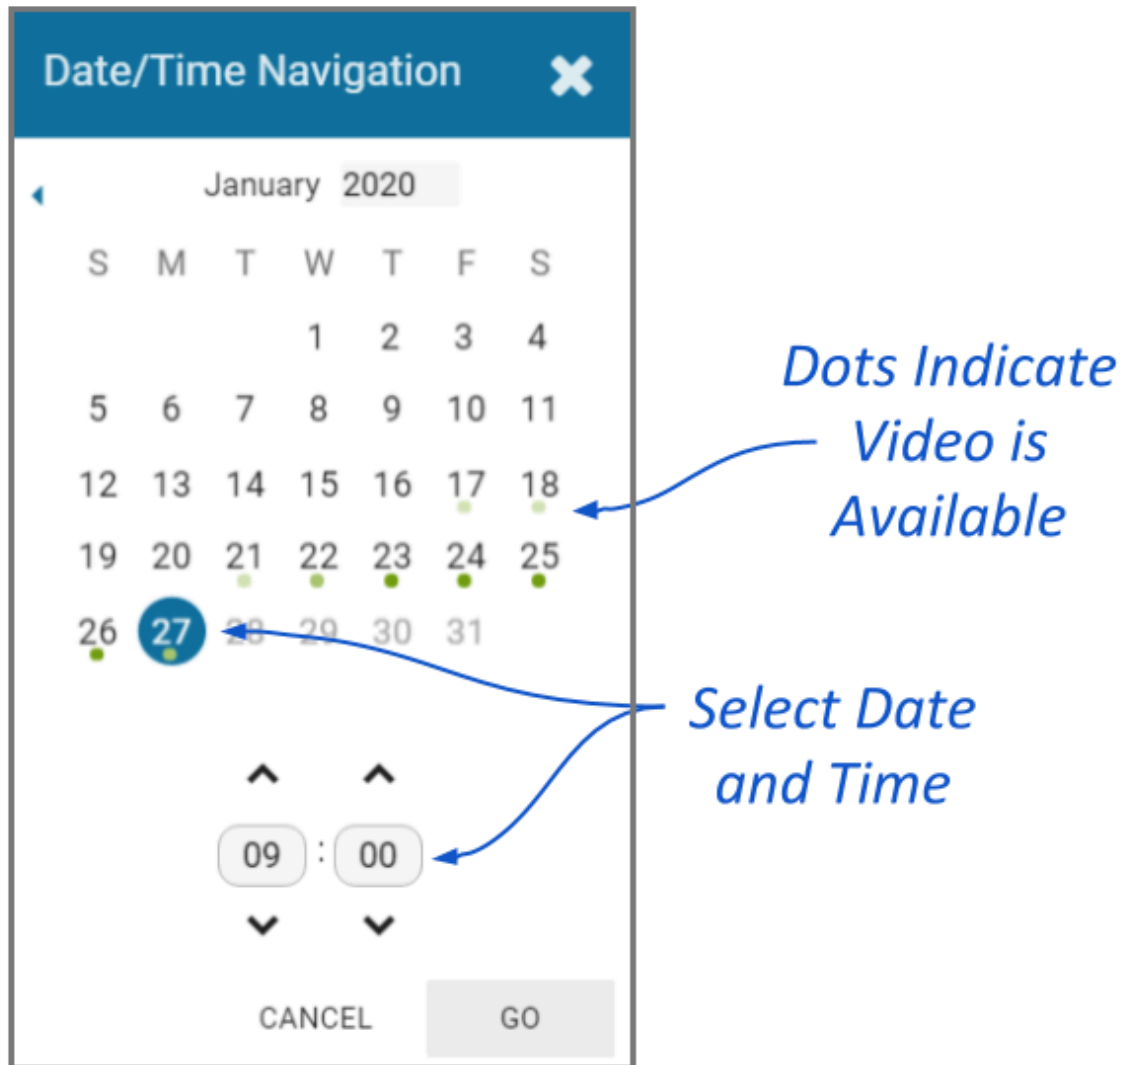 Date/Time Navigation
January 2020
S M T W T F S
1 2 3 4
5 6 7 8 9 10 11
12 13 14 15 16 17 18
19 20 21 22 23 24 25
26 27 28 29 30 31
Dots Indicate
Video is
Available
Select Date
and Time
09 : 00
CANCEL GO